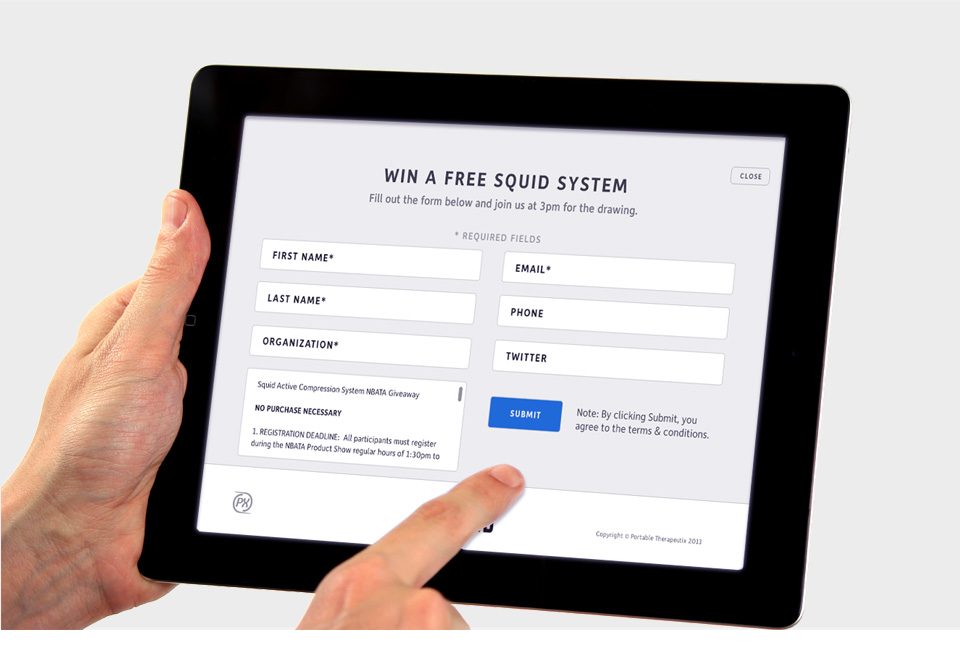 WIN A FREE SQUID SYSTEM
CLOSE
Fill out the form below and join us at 3pm for the drawing.
* REQUIRED FIELDS
FIRST NAME*
EMAIL*
LAST NAME*
PHONE
ORGANIZATION*
TWITTER
Squid Active Compression System NBATA Giveaway
NO PURCHASE NECESSARY
1. REGISTRATION DEADLINE: All participants must register
during the NBATA Product Show regular hours of 1:30pm to
SUBMIT
Note: By clicking Submit, you
agree to the terms & conditions.
PX
Copyright © Portable Therapeutix 2013